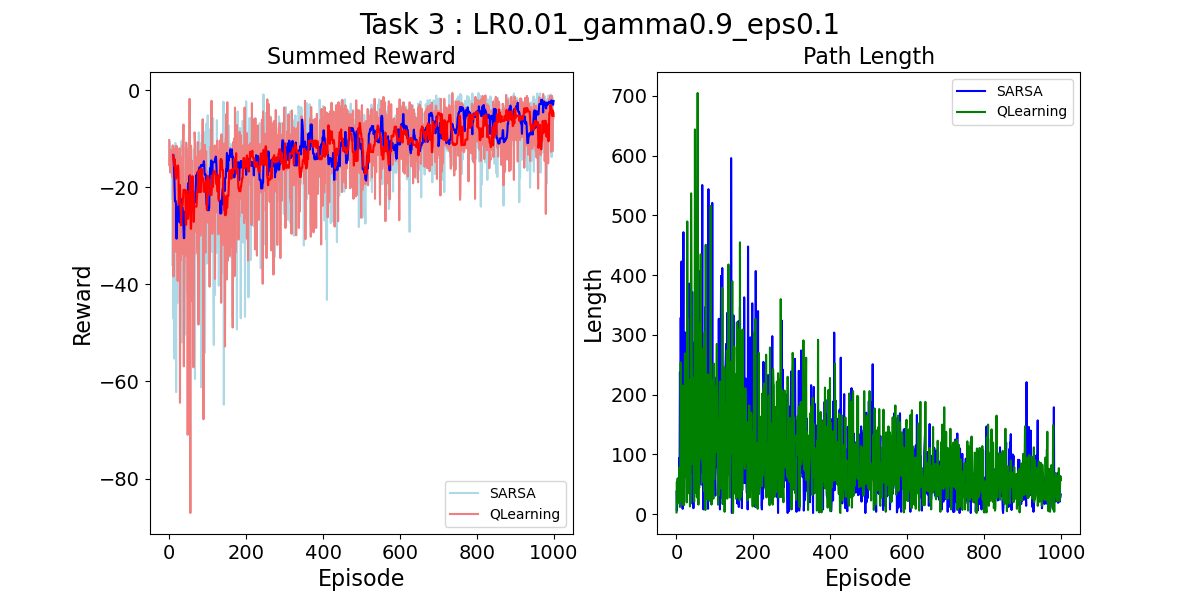 Task 3 : LR0.01_gamma0.9_eps0.1
Summed Reward
Reward
0
−20
−40
−60
−80
SARSA
QLearning
0 200 400 600 800 1000
Episode
Path Length
Length
700
600
500
400
300
200
100
0
SARSA
QLearning
0 200 400 600 800 1000
Episode